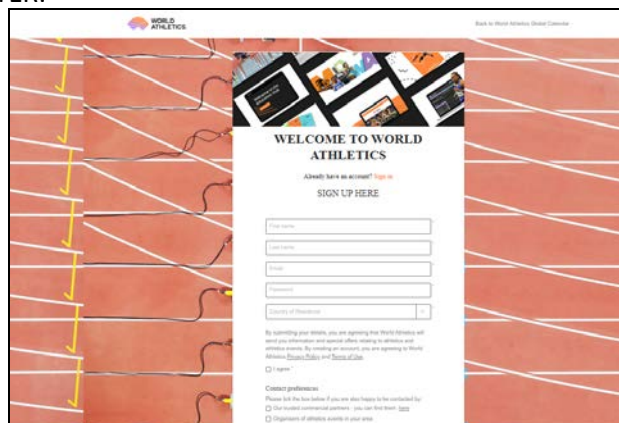 WORLD
ATHLETICS.
Back to World Athletics Global Calendar
WELCOME TO WORLD
ATHLETICS
Already have an account? Sign in
SIGN UP HERE
First name
Last name
Email
Password
Country of Residence
By submitting your details, you are agreeing that World Athletics will
send you information and special offers relating to athletics and
athletics events. By creating an account, you are agreeing to World
Athletics Privacy Policy and Terms of Use.
I agree *
Contact preferences
Please tick the box below if you are also happy to be contacted by:
Our trusted commercial partners - you can find them here
Organisers of athletics events in your area